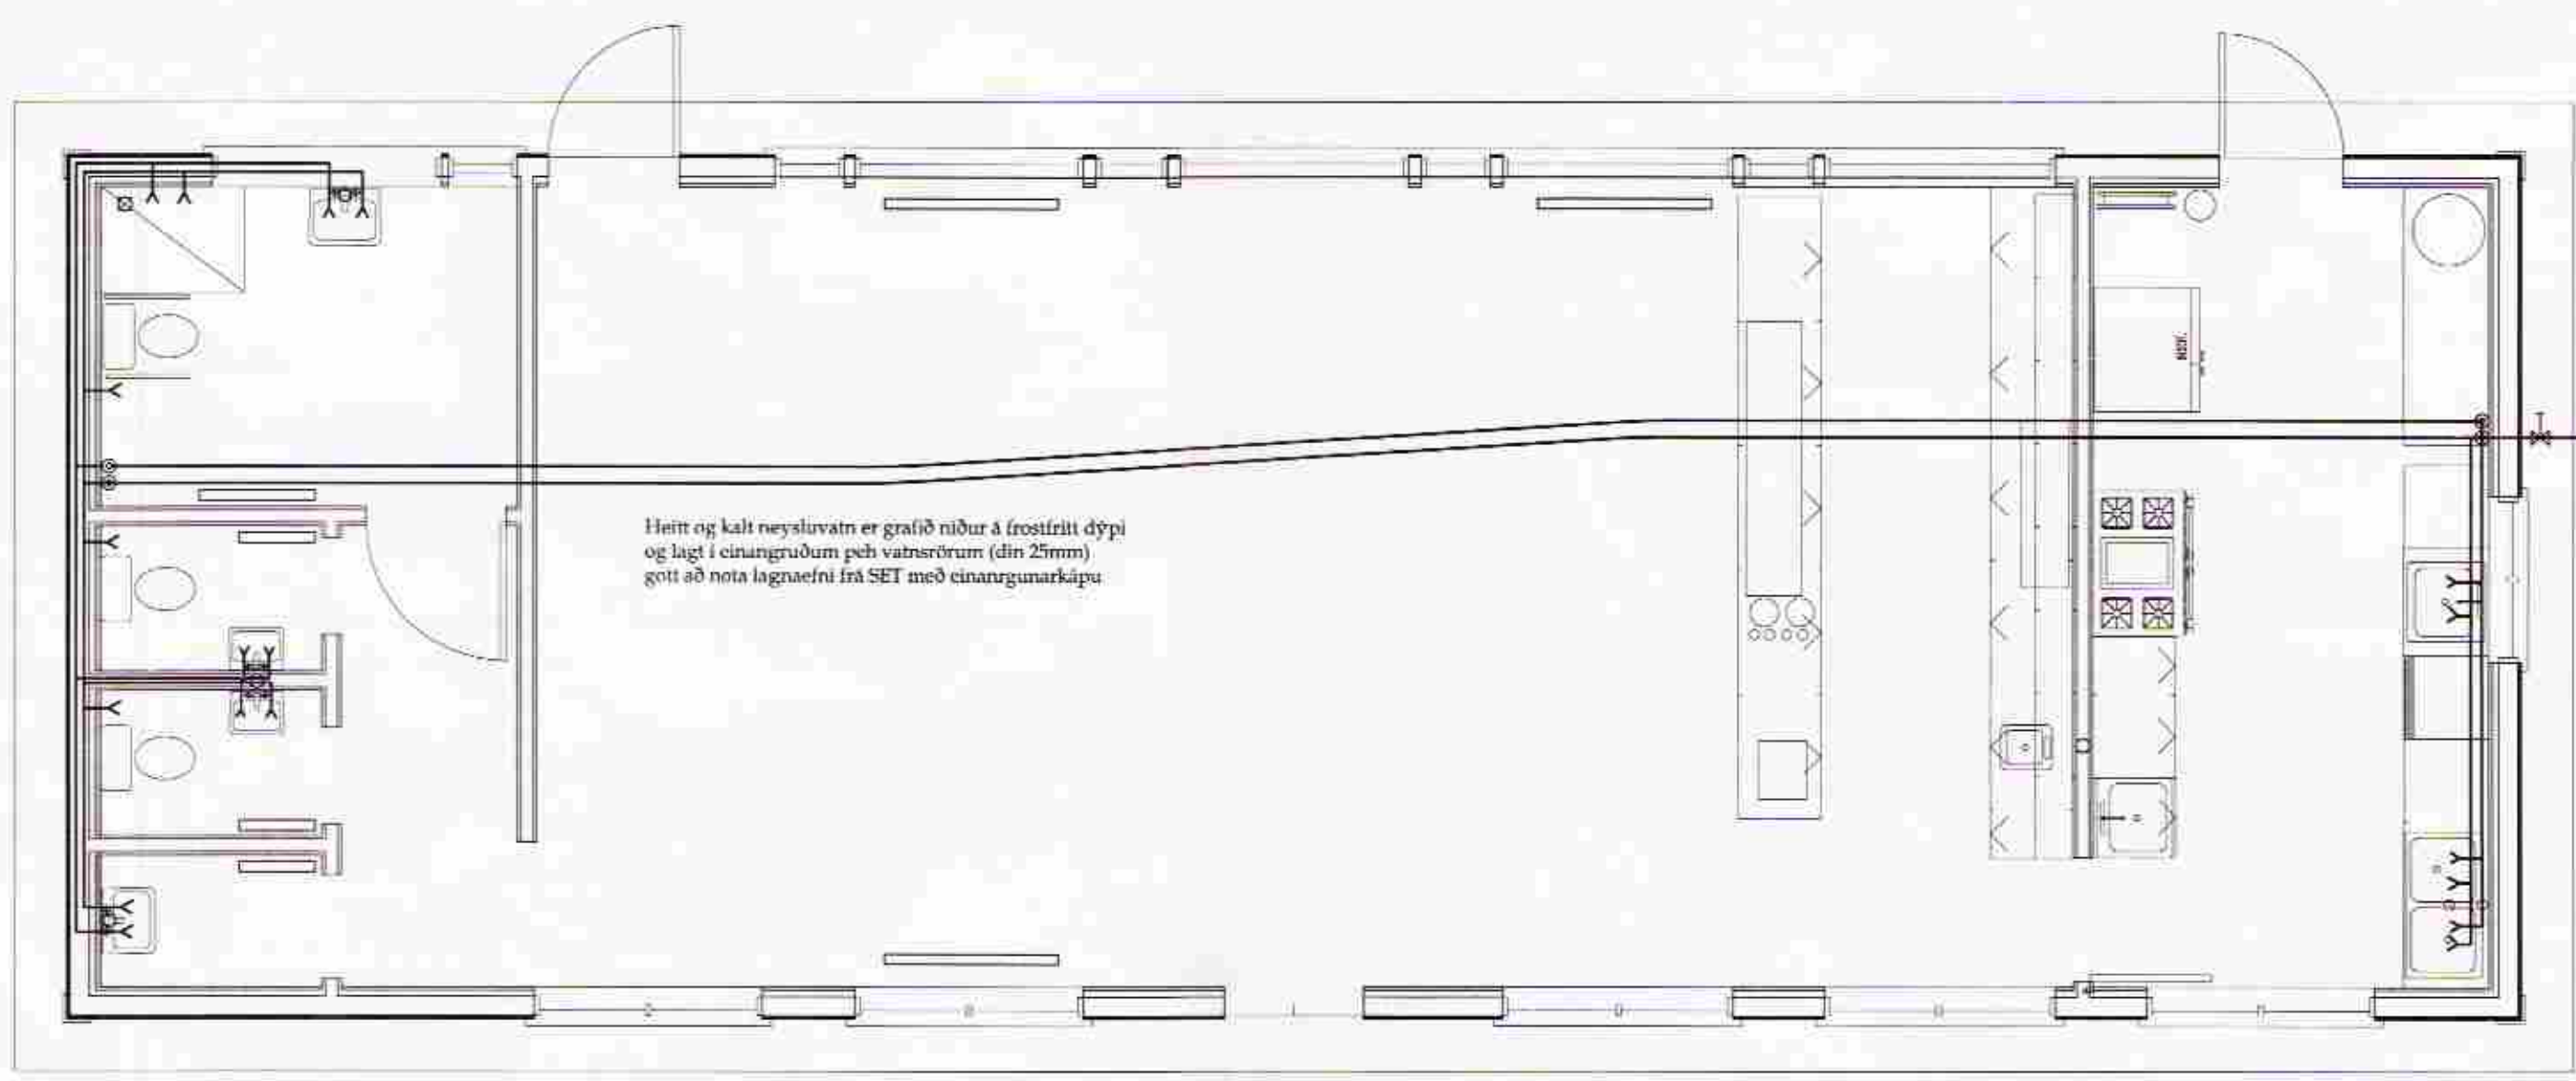 Heitt og kalt neysluvatn er grafið niður á frostfrítt dýpi
og lagt í einangruðum peh vatnsrörum (din 25mm)
gott að nota lagnaefni frá SET með einanrgunarkápu